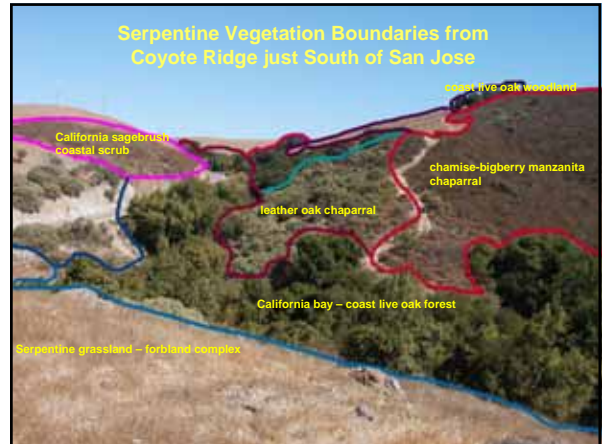 Serpentine Vegetation Boundaries from
Coyote Ridge just South of San Jose
coast live oak woodland
California sagebrush
coastal scrub
chamise-bigberry manzanita
chaparral
leather oak chaparral
California bay – coast live oak forest
Serpentine grassland – forbland complex